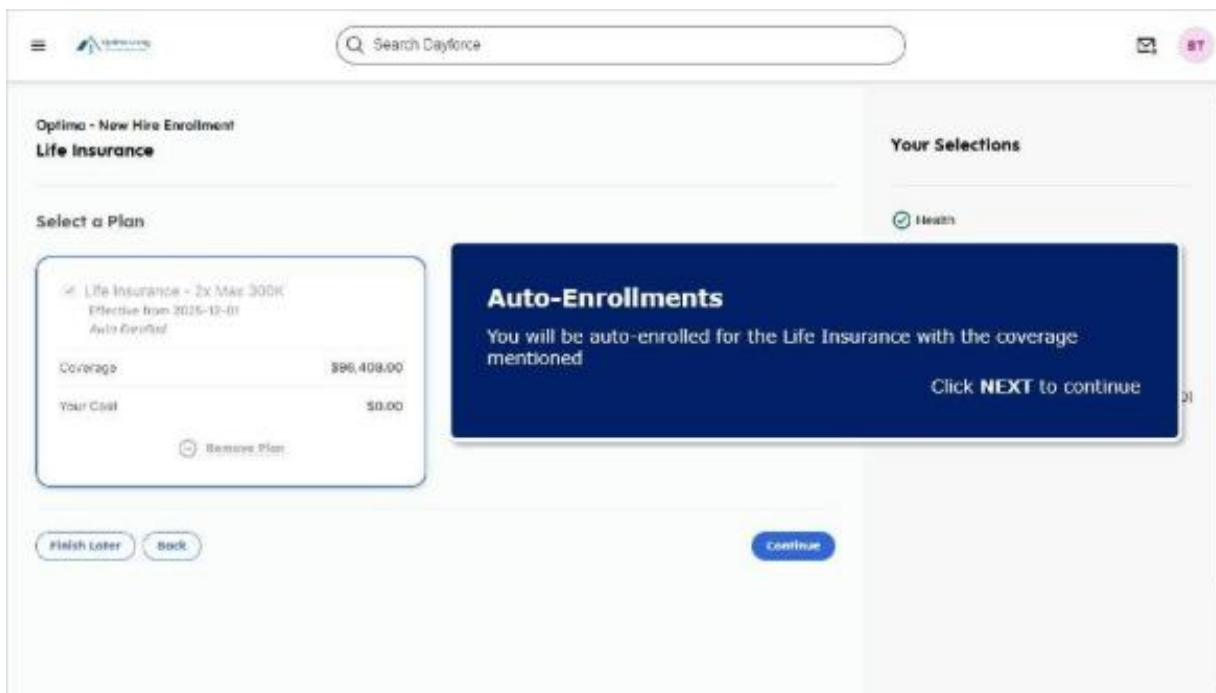 Search Dayforce
BT
Optima - New Hire Enrollment
Life Insurance
Your Selections
Select a Plan
Health
Life Insurance - 2x Max 300K
Effective from 2025-12-01
Auto Enrolled
Coverage $96,408.00
Your Cost $0.00
Remove Plan
Auto-Enrollments
You will be auto-enrolled for the Life Insurance with the coverage
mentioned
Click NEXT to continue
Finish Later
Back
Continue